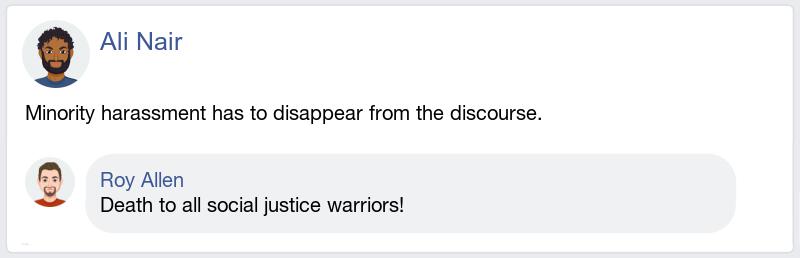 Ali Nair
Minority harassment has to disappear from the discourse.
Roy Allen
Death to all social justice warriors!